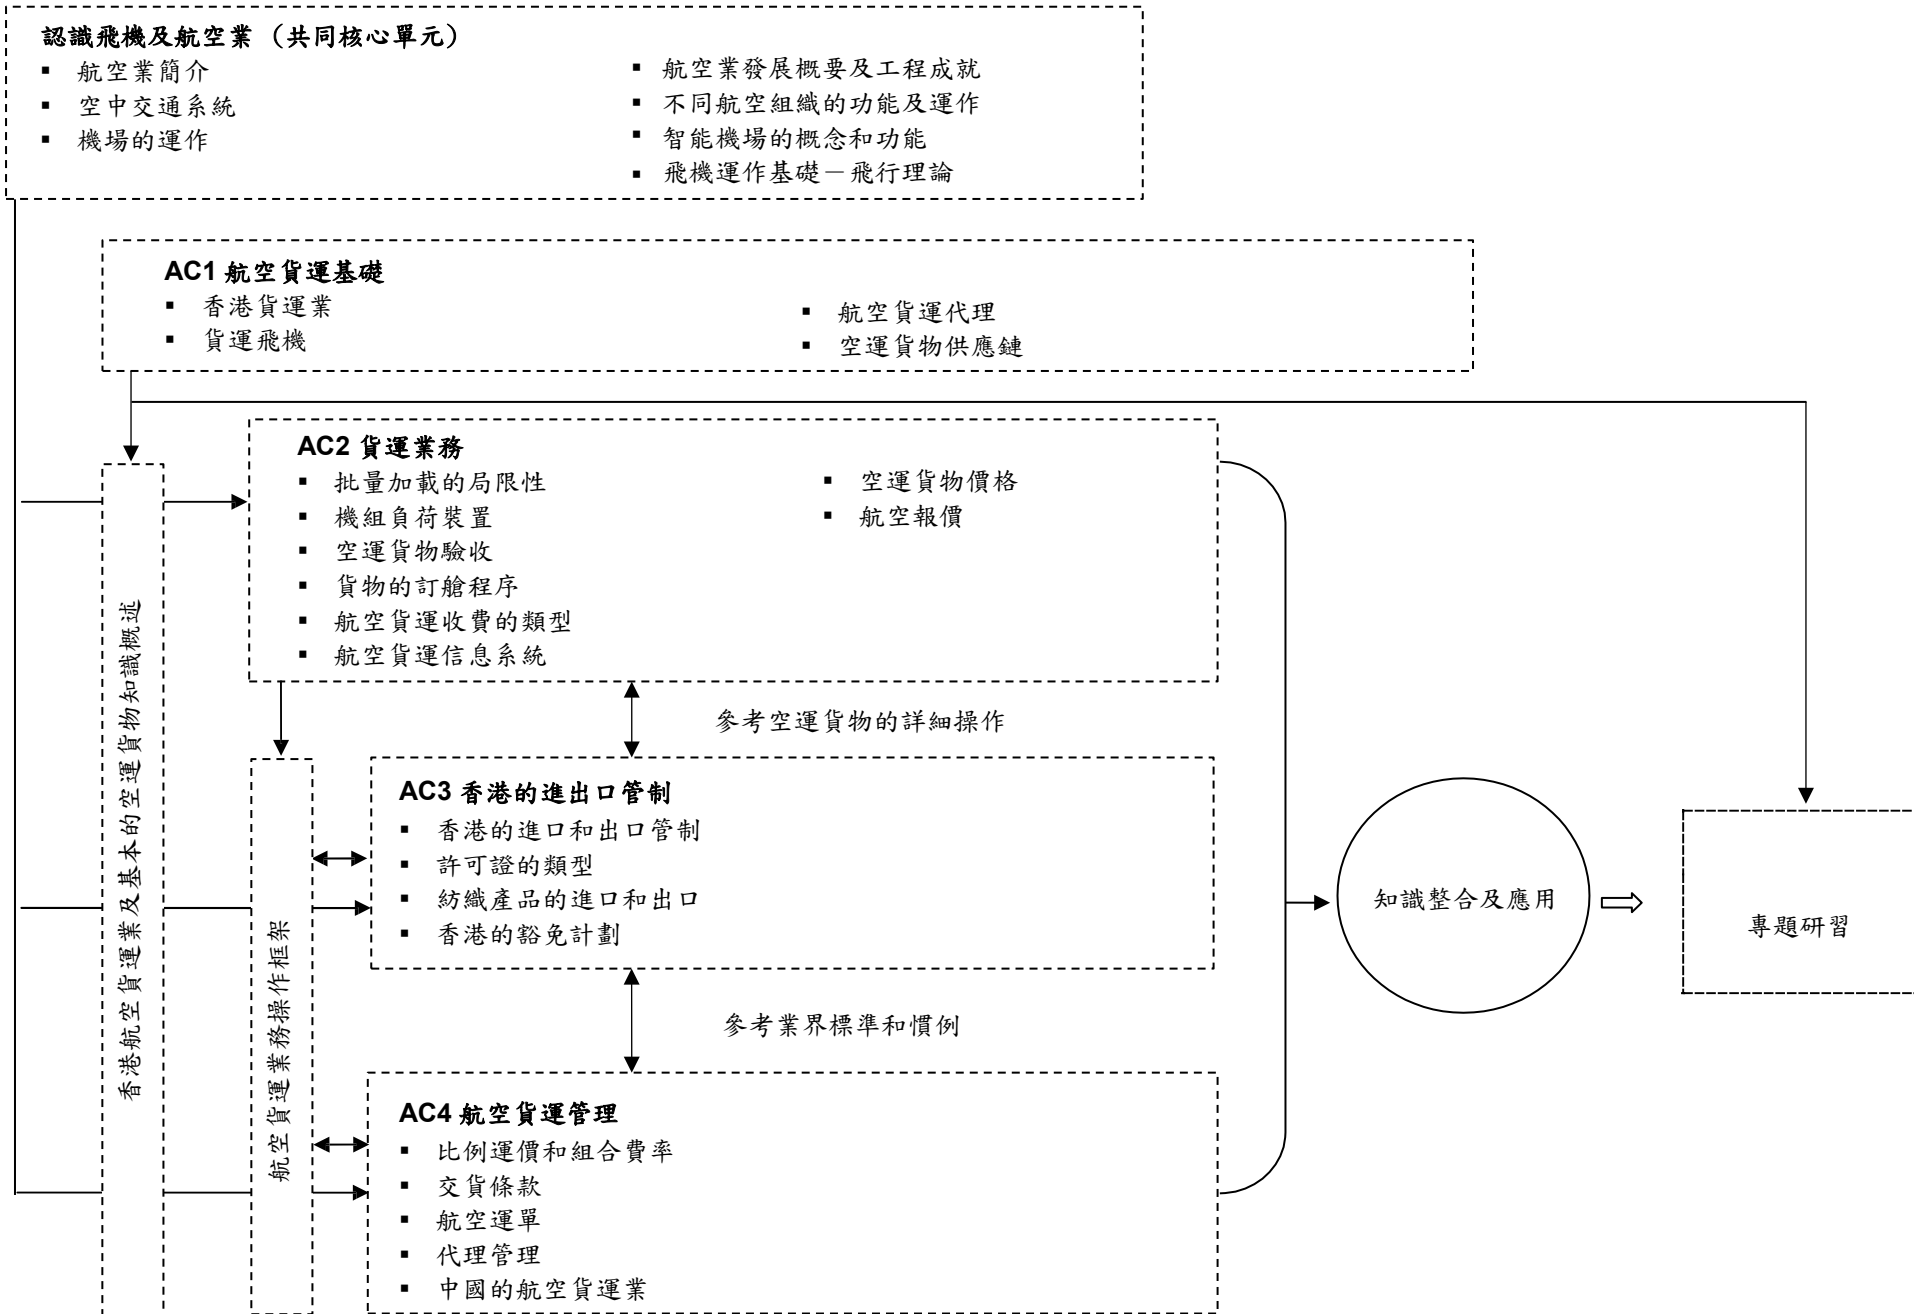 認識飛機及航空業 （共同核心單元）
▪ 航空業簡介
▪ 空中交通系統
▪ 機場的運作
▪ 航空業發展概要及工程成就
▪ 不同航空組織的功能及運作
▪ 智能機場的概念和功能
▪ 飛機運作基礎－飛行理論
AC1 航空貨運基礎
▪ 香港貨運業
▪ 貨運飛機
▪ 航空貨運代理
▪ 空運貨物供應鏈
香港航空貨運業及基本的空運貨物知識概述
AC2 貨運業務
▪ 批量加載的局限性
▪ 機組負荷裝置
▪ 空運貨物驗收
▪ 貨物的訂艙程序
▪ 航空貨運收費的類型
▪ 航空貨運信息系統
▪ 空運貨物價格
▪ 航空報價
參考空運貨物的詳細操作
航空貨運業務操作框架
AC3 香港的進出口管制
▪ 香港的進口和出口管制
▪ 許可證的類型
▪ 紡織產品的進口和出口
▪ 香港的豁免計劃
參考業界標準和慣例
AC4 航空貨運管理
▪ 比例運價和組合費率
▪ 交貨條款
▪ 航空運單
▪ 代理管理
▪ 中國的航空貨運業
知識整合及應用
專題研習